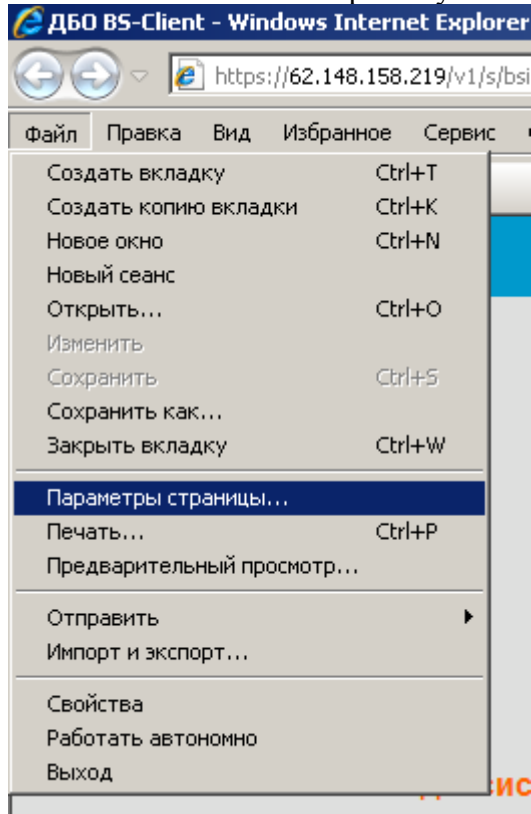 ДБО BS-Client - Windows Internet Explorer
https://62.148.158.219/v1/s/bsi
Файл Правка Вид Избранное Сервис
Создать вкладку Ctrl+T
Создать копию вкладки Ctrl+K
Новое окно Ctrl+N
Новый сеанс
Открыть... Ctrl+O
Изменить
Сохранить Ctrl+S
Сохранить как...
Закрыть вкладку Ctrl+W
Параметры страницы...
Печать... Ctrl+P
Предварительный просмотр...
Отправить
Импорт и экспорт...
Свойства
Работать автономно
Выход